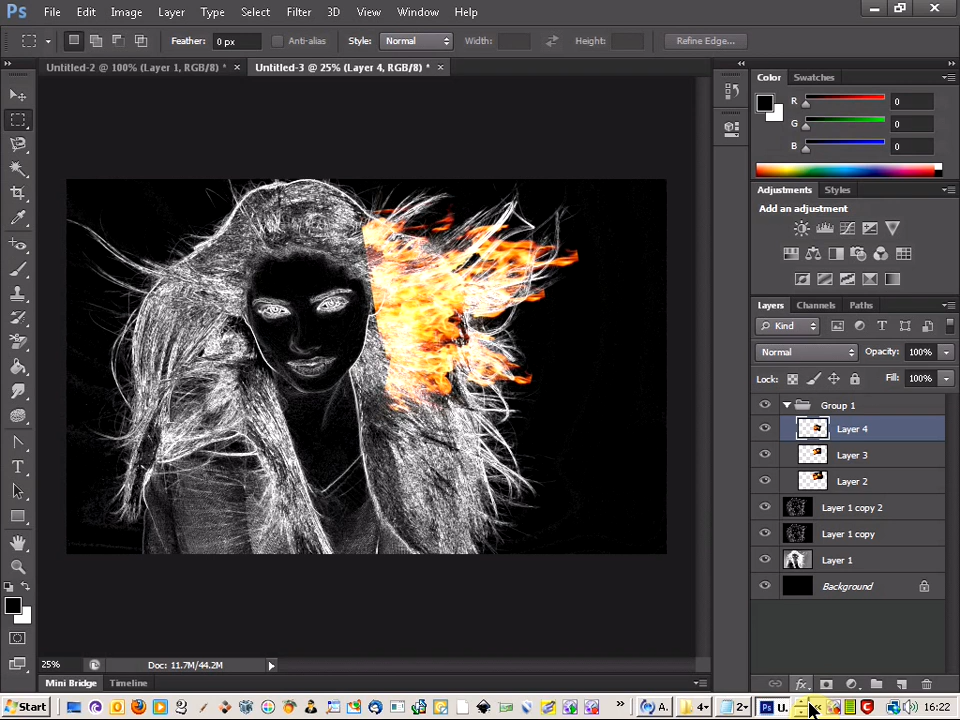 Ps File Edit Image Layer Type Select Filter 3D View Window Help
Feather: 0 px Anti-alias Style: Normal Width: Height: Refine Edge...
Untitled-2 @ 100% (Layer 1, RGB/8) * × Untitled-3 @ 25% (Layer 4, RGB/8) * ×
Color Swatches
R 0
G 0
B 0
Adjustments Styles
Add an adjustment
Layers Channels Paths
Kind
Normal Opacity: 100%
Lock: Fill: 100%
Group 1
Layer 4
Layer 3
Layer 2
Layer 1 copy 2
Layer 1 copy
Layer 1
Background
25% Doc: 11.7M/44.2M
Mini Bridge Timeline
Start A. 4 2 Ps U. 16:22